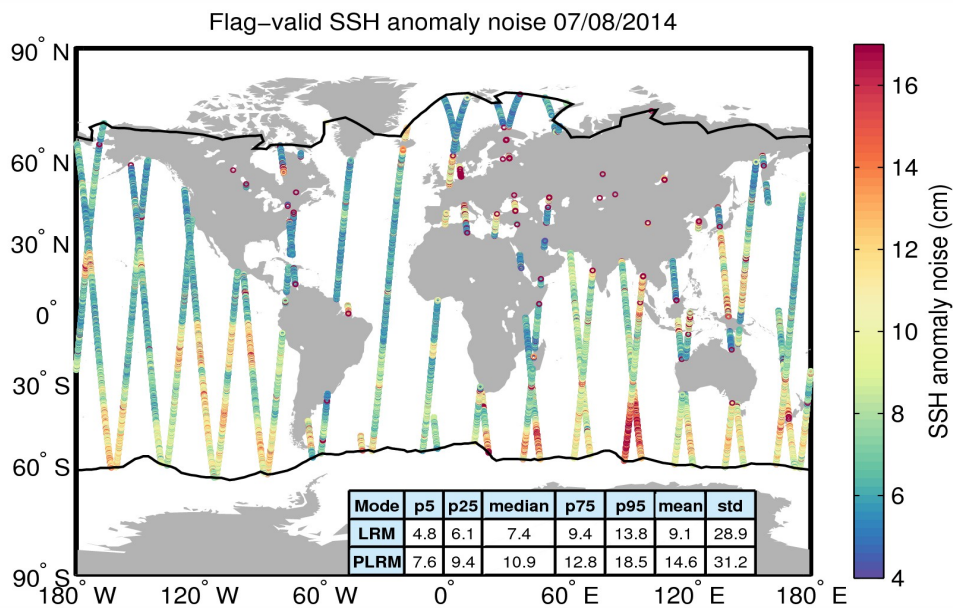 Flag−valid SSH anomaly noise 07/08/2014
90° N
60° N
30° N
0°
30° S
60° S
90° S
180° W 120° W 60° W 0° 60° E 120° E 180° E
Mode p5 p25 median p75 p95 mean std
LRM 4.8 6.1 7.4 9.4 13.8 9.1 28.9
PLRM 7.6 9.4 10.9 12.8 18.5 14.6 31.2
16
14
12
10
8
6
4
SSH anomaly noise (cm)